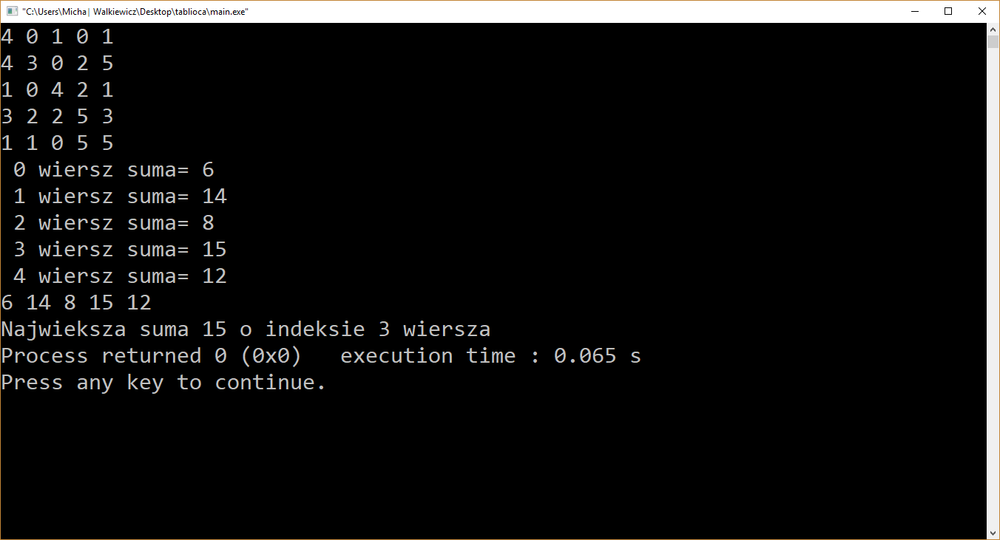 "C:\Users\Micha| Walkiewicz\Desktop\tablioca\main.exe"
4 0 1 0 1
4 3 0 2 5
1 0 4 2 1
3 2 2 5 3
1 1 0 5 5
0 wiersz suma= 6
1 wiersz suma= 14
2 wiersz suma= 8
3 wiersz suma= 15
4 wiersz suma= 12
6 14 8 15 12
Najwieksza suma 15 o indeksie 3 wiersza
Process returned 0 (0x0)   execution time : 0.065 s
Press any key to continue.